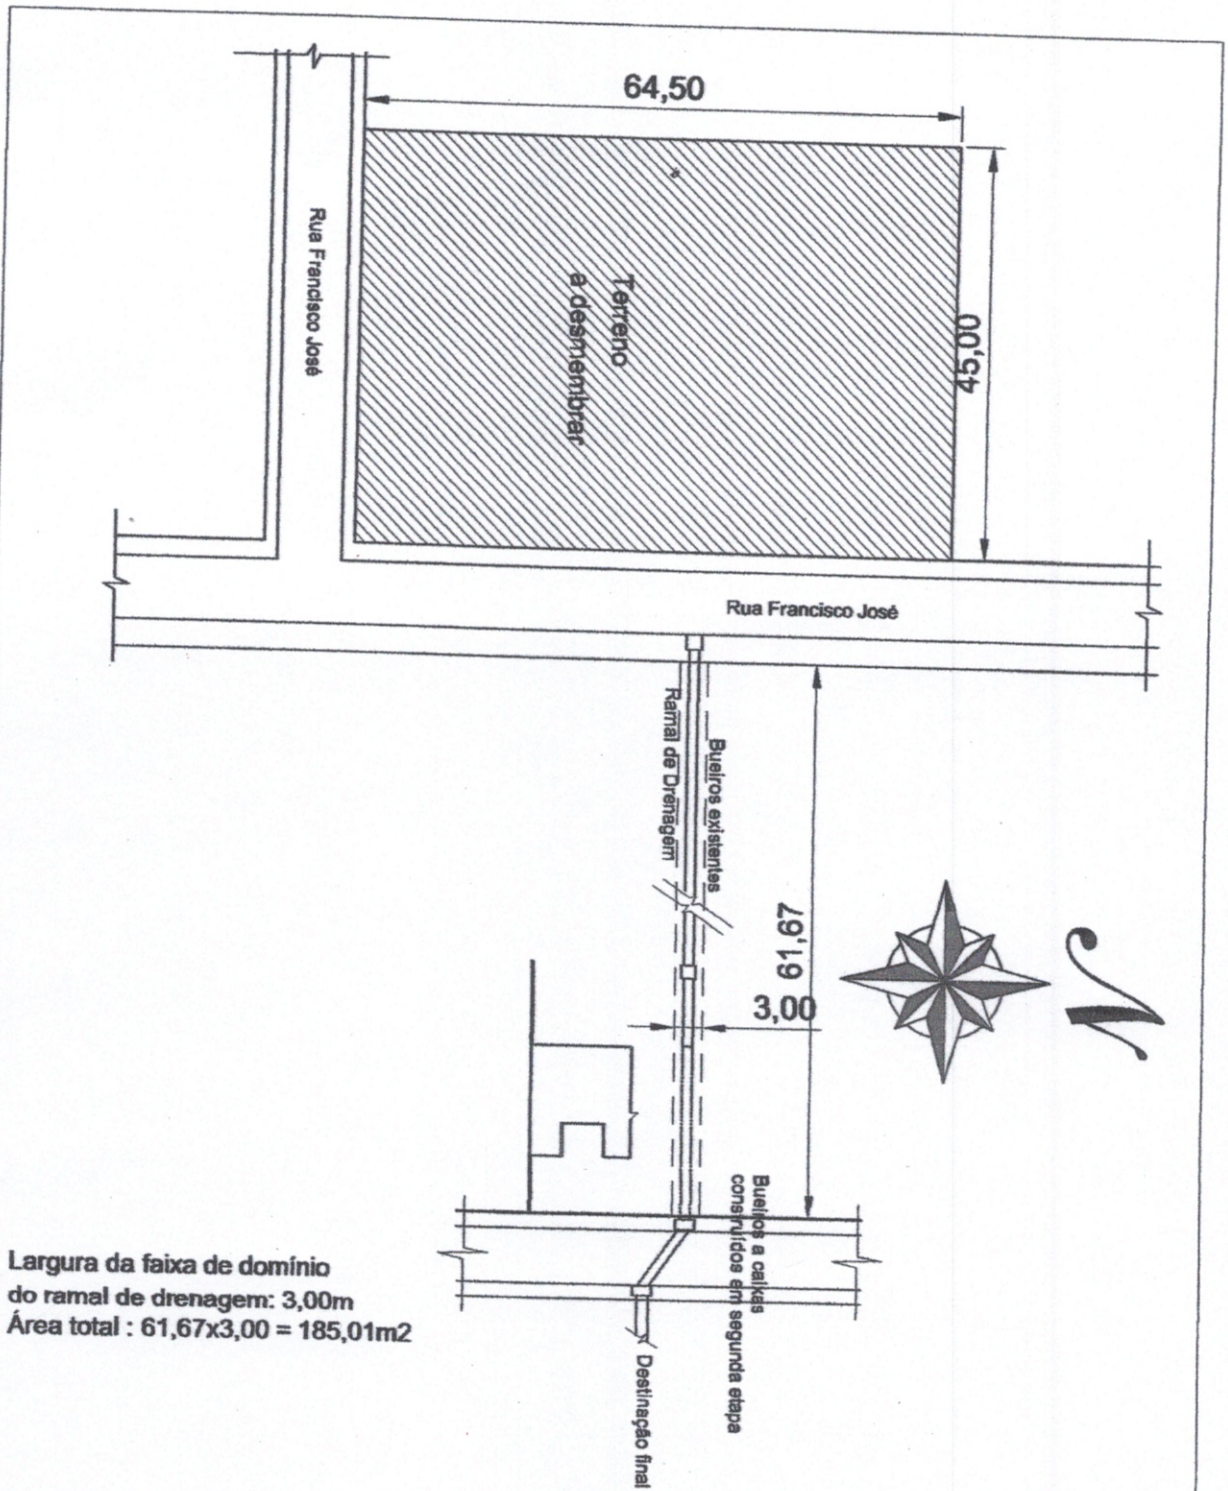 64,50
Rua Francisco José
Terreno
a desmembrar
45,00
Rua Francisco José
Ramal de Drenagem
Bueiros existentes
61,67
3,00
N
Bueiros a caixas
construídos em segunda etapa
Destinação final
Largura da faixa de domínio
do ramal de drenagem: 3,00m
Área total : 61,67x3,00 = 185,01m2